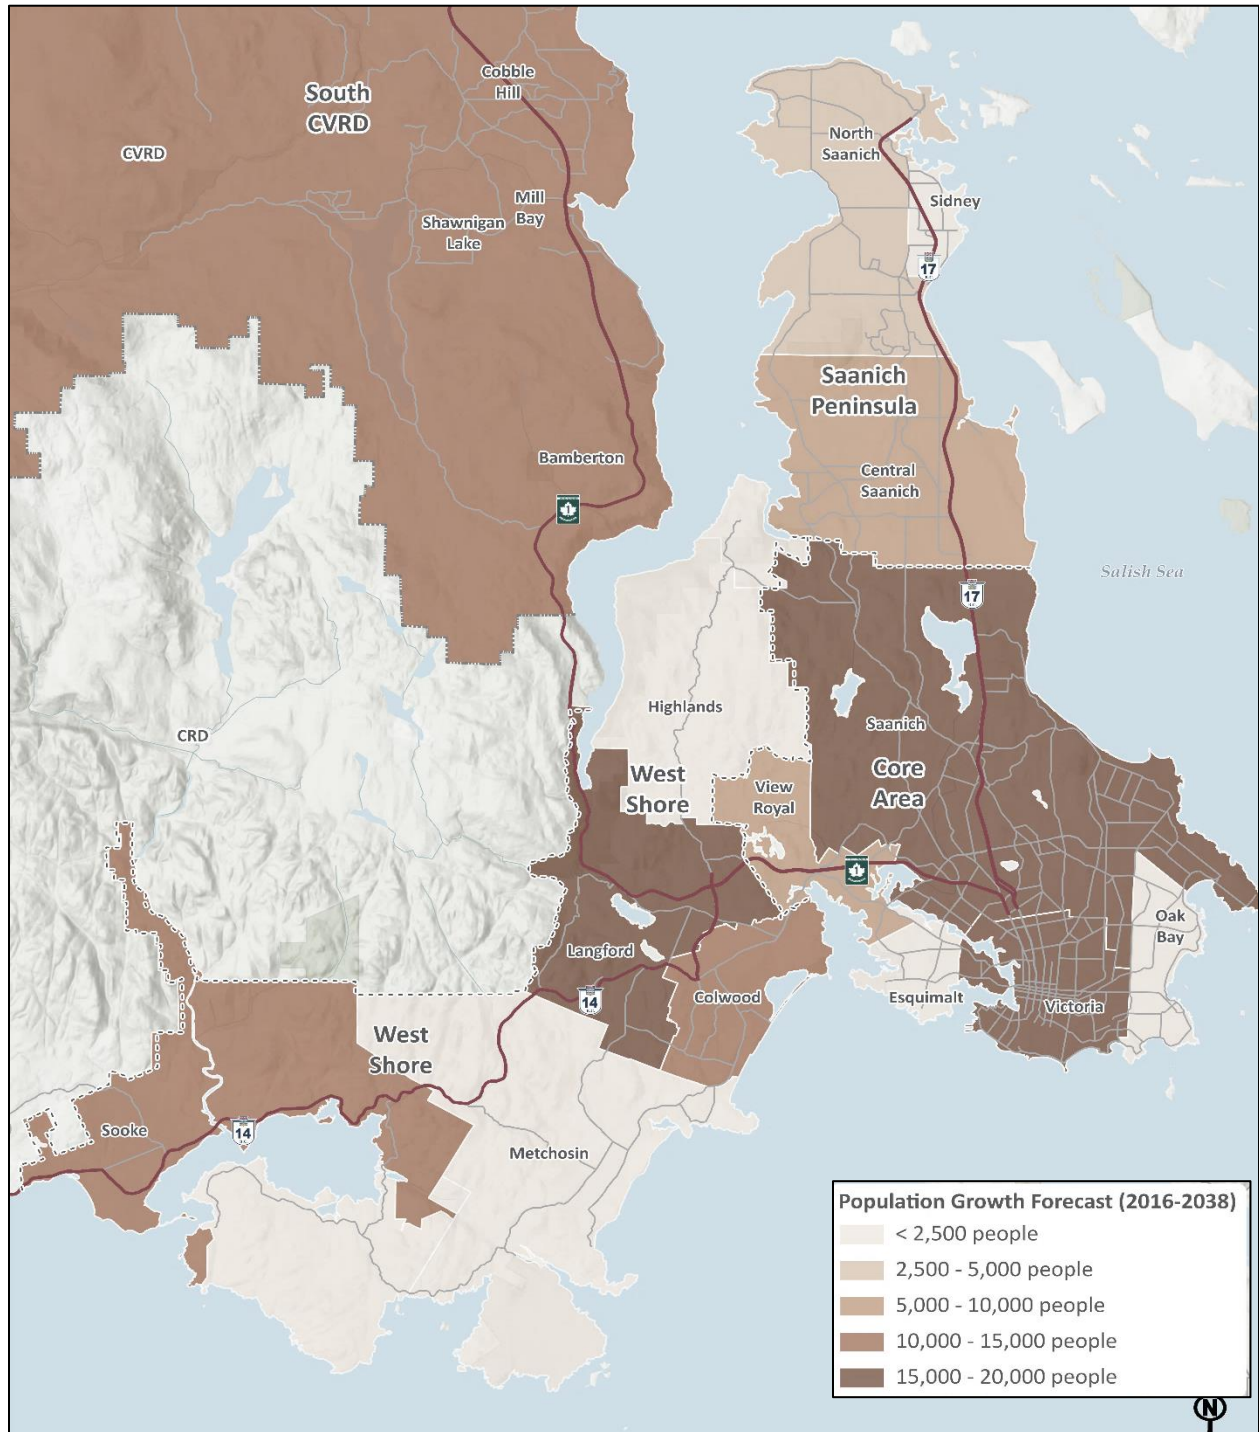 Cobble
Hill
South
CVRD
CVRD
North
Saanich
Mill
Bay
Sidney
Shawnigan
Lake
17
Saanich
Peninsula
Bamberton
Central
Saanich
1
Salish Sea
17
Highlands
CRD
Saanich
West
Shore
View
Royal
Core
Area
1
Oak
Bay
Langford
Colwood
Esquimalt
Victoria
14
West
Shore
Sooke
14
Metchosin
Population Growth Forecast (2016-2038)
< 2,500 people
2,500 - 5,000 people
5,000 - 10,000 people
10,000 - 15,000 people
15,000 - 20,000 people
N